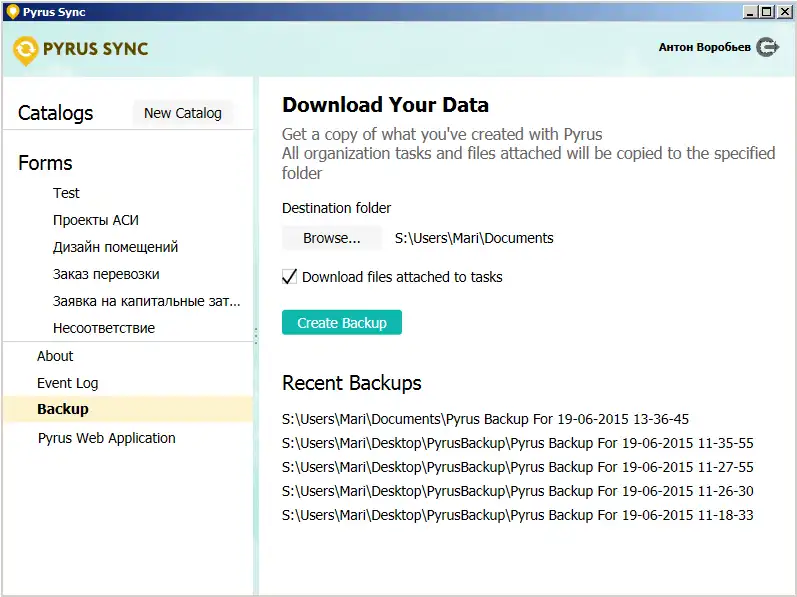 Pyrus Sync
PYRUS SYNC
Антон Воробьев
Catalogs
New Catalog
Forms
Test
Проекты АСИ
Дизайн помещений
Заказ перевозки
Заявка на капитальные зат...
Несоответствие
About
Event Log
Backup
Pyrus Web Application
Download Your Data
Get a copy of what you've created with Pyrus
All organization tasks and files attached will be copied to the specified
folder
Destination folder
Browse...
S:\Users\Mari\Documents
Download files attached to tasks
Create Backup
Recent Backups
S:\Users\Mari\Documents\Pyrus Backup For 19-06-2015 13-36-45
S:\Users\Mari\Desktop\PyrusBackup\Pyrus Backup For 19-06-2015 11-35-55
S:\Users\Mari\Desktop\PyrusBackup\Pyrus Backup For 19-06-2015 11-27-55
S:\Users\Mari\Desktop\PyrusBackup\Pyrus Backup For 19-06-2015 11-26-30
S:\Users\Mari\Desktop\PyrusBackup\Pyrus Backup For 19-06-2015 11-18-33